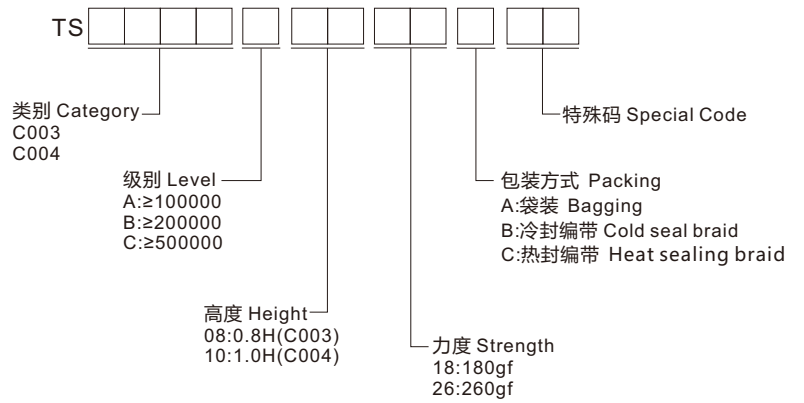 TS
类别 Category
C003
C004
特殊码 Special Code
级别 Level
A:≥100000
B:≥200000
C:≥500000
包装方式 Packing
A:袋装 Bagging
B:冷封编带 Cold seal braid
C:热封编带 Heat sealing braid
高度 Height
08:0.8H(C003)
10:1.0H(C004)
力度 Strength
18:180gf
26:260gf